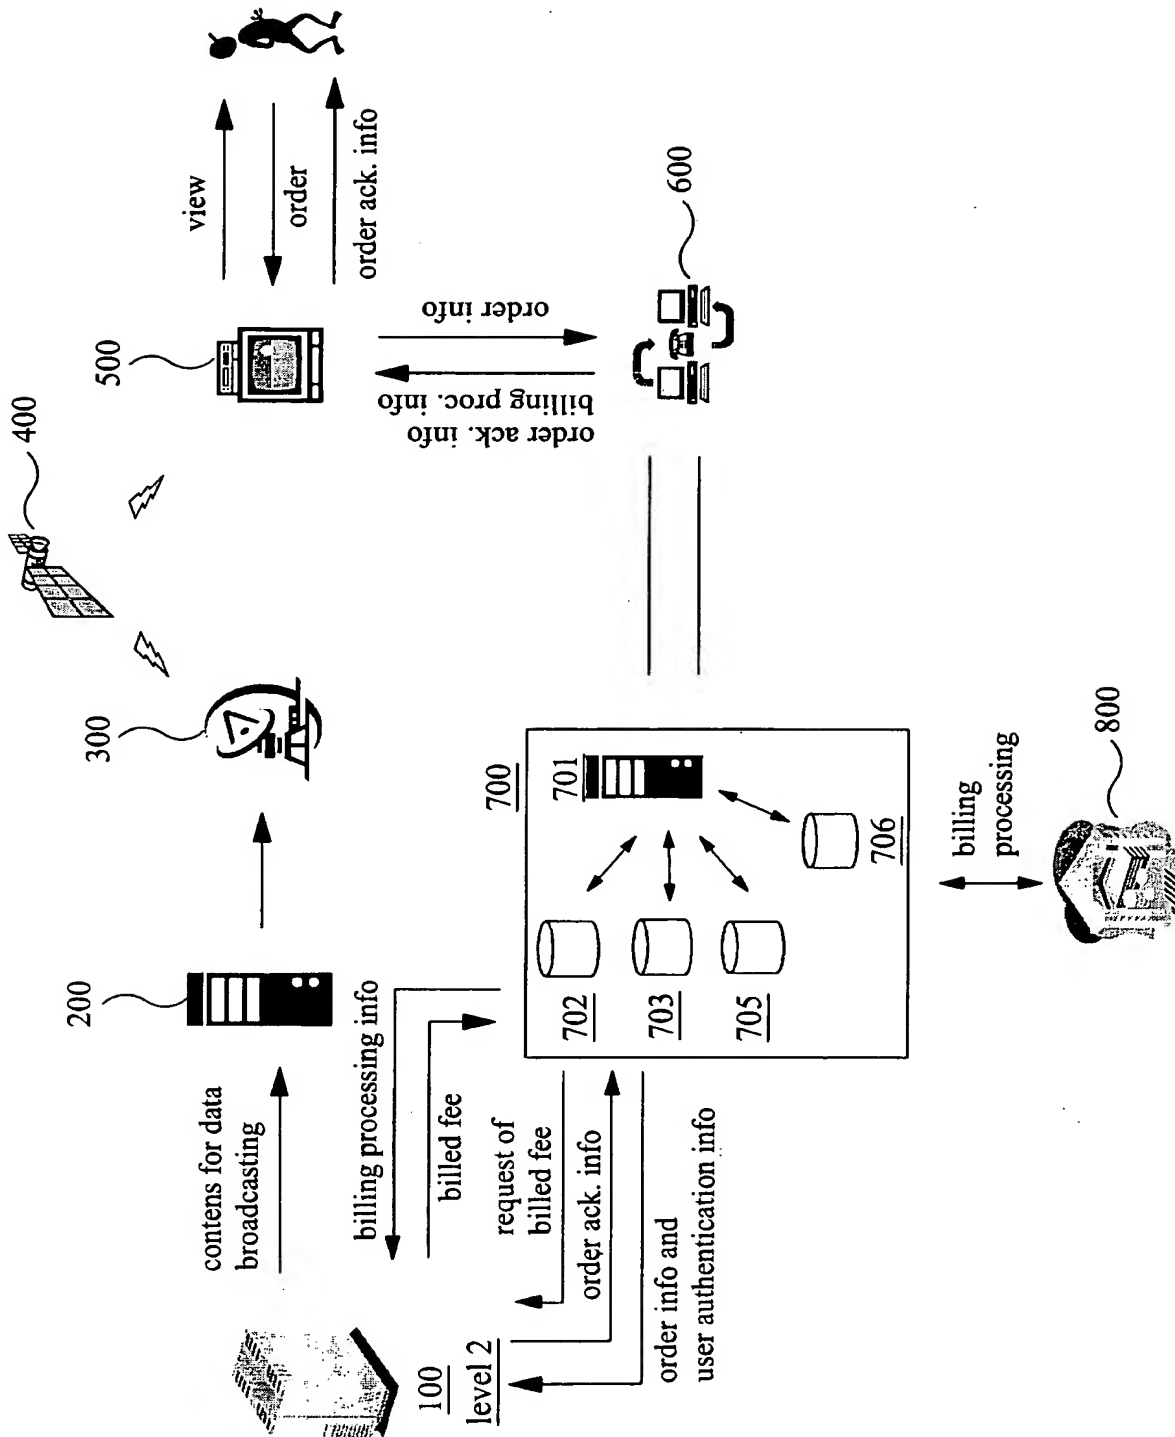 400
view
order
order ack. info
500
300
200
contens for data
broadcasting
order info
billing proc. info
order ack. info
600
billing processing info
billed fee
700
701
702
703
705
706
request of
billed fee
order ack. info
order info and
user authentication info
100
level 2
billing
processing
800